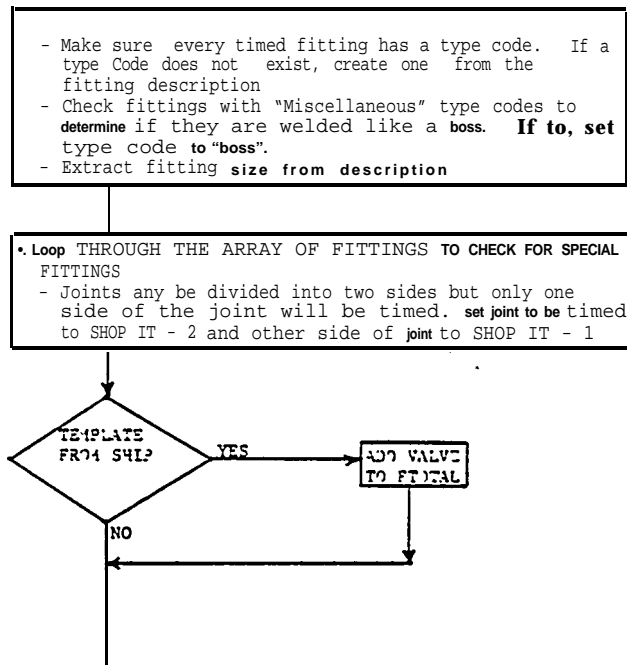 - Make sure every timed fitting has a type code. If a
type Code does not exist, create one from the
fitting description
- Check fittings with "Miscellaneous" type codes to
determine if they are welded like a boss. If to, set
type code to "boss".
- Extract fitting size from description
•. Loop THROUGH THE ARRAY OF FITTINGS TO CHECK FOR SPECIAL
FITTINGS
- Joints any be divided into two sides but only one
side of the joint will be timed. set joint to be timed
to SHOP IT - 2 and other side of joint to SHOP IT - 1
TEMPLATE
FROM SHIP
YES
ADD VALVE
TO
NO